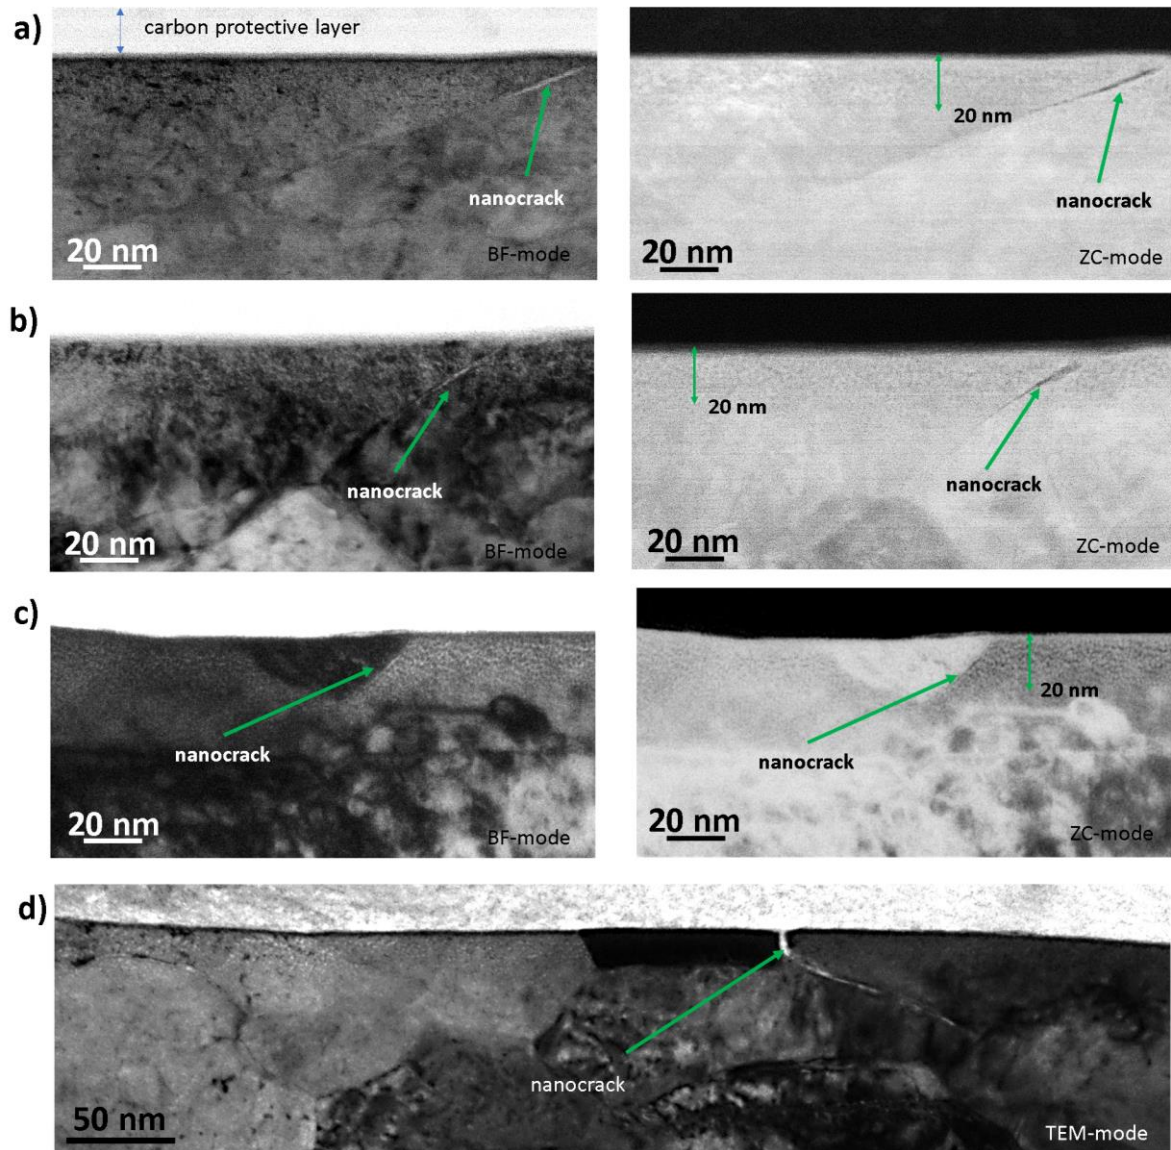 a)
carbon protective layer
nanocrack
20 nm
BF-mode
20 nm
nanocrack
20 nm
ZC-mode
b)
nanocrack
20 nm
BF-mode
20 nm
nanocrack
20 nm
ZC-mode
c)
nanocrack
20 nm
BF-mode
20 nm
nanocrack
20 nm
ZC-mode
d)
nanocrack
50 nm
TEM-mode